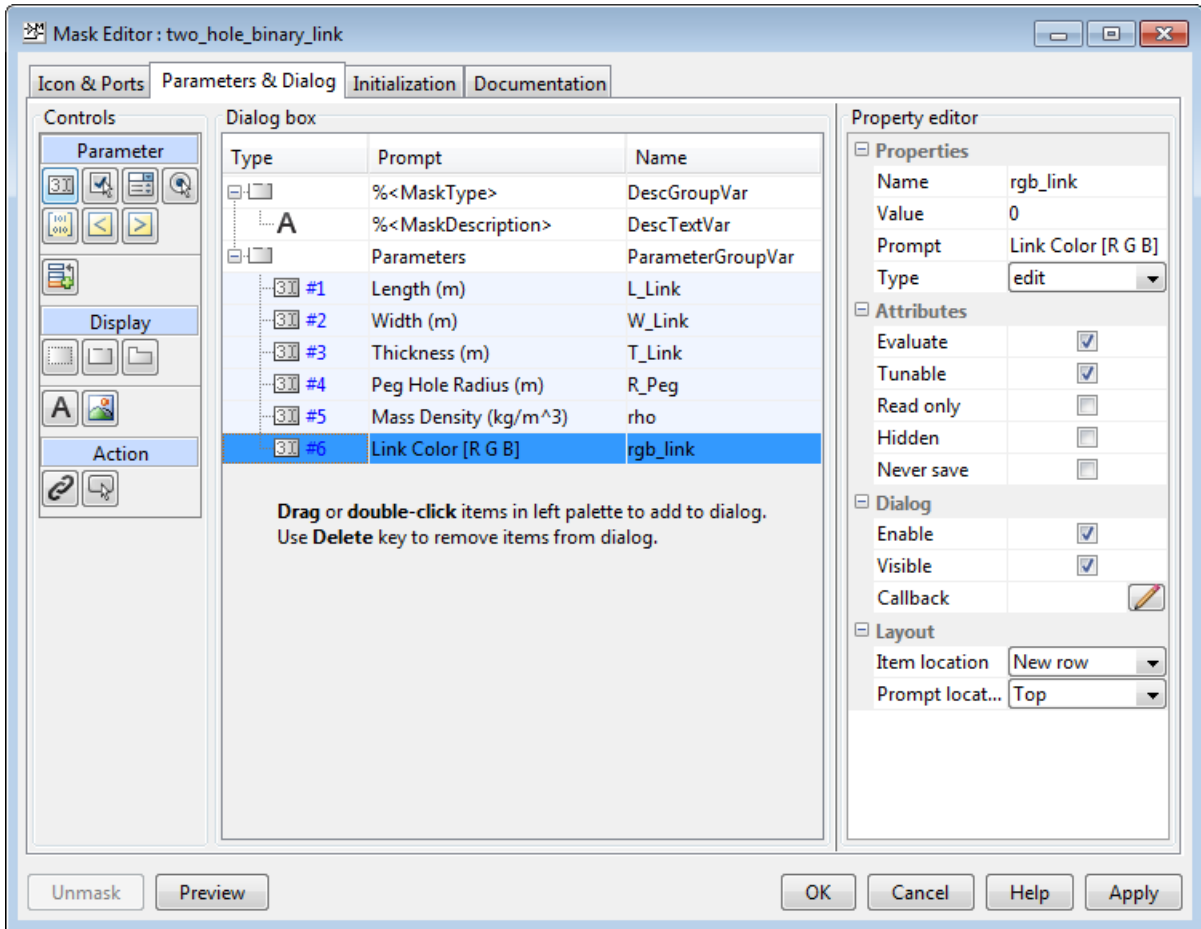 Mask Editor : two_hole_binary_link
Icon & Ports Parameters & Dialog Initialization Documentation
Controls
Parameter
Display
A
Action
Dialog box
Type Prompt Name
%<MaskType> DescGroupVar
A %<MaskDescription> DescTextVar
Parameters ParameterGroupVar
#1 Length (m) L_Link
#2 Width (m) W_Link
#3 Thickness (m) T_Link
#4 Peg Hole Radius (m) R_Peg
#5 Mass Density (kg/m^3) rho
#6 Link Color [R G B] rgb_link
Drag or double-click items in left palette to add to dialog.
Use Delete key to remove items from dialog.
Property editor
Properties
Name rgb_link
Value 0
Prompt Link Color [R G B]
Type edit
Attributes
Evaluate
Tunable
Read only
Hidden
Never save
Dialog
Enable
Visible
Callback
Layout
Item location New row
Prompt locat... Top
Unmask Preview OK Cancel Help Apply